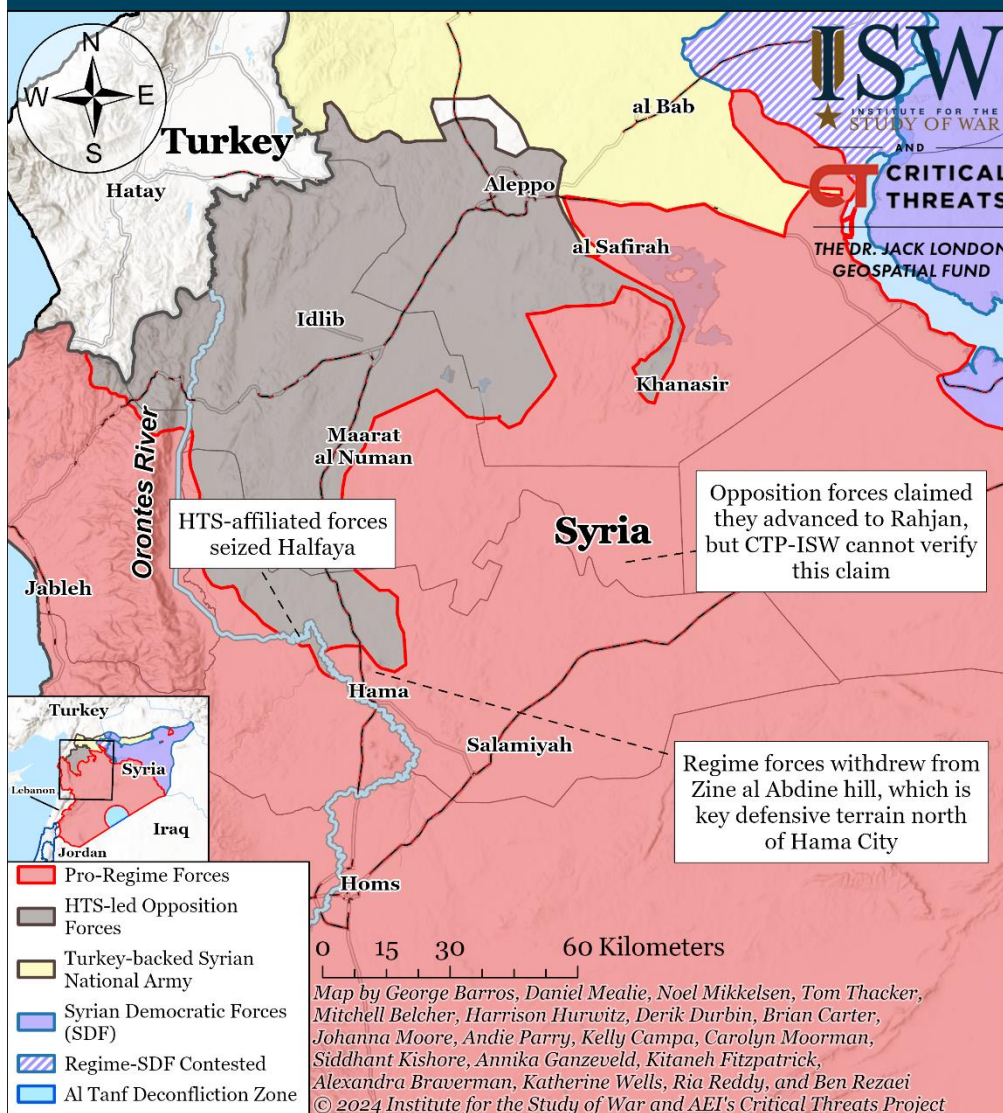 N
W
E
S
ISW
INSTITUTE FOR THE
STUDY OF WAR
AND
CT CRITICAL
THREATS
THE DR. JACK LONDON
GEOSPATIAL FUND
al Bab
Turkey
Hatay
Aleppo
al Safirah
Idlib
Khanasir
Maarat
al Numan
Orontes River
HTS-affiliated forces
seized Halfaya
Syria
Opposition forces claimed
they advanced to Rahjan,
but CTP-ISW cannot verify
this claim
Jableh
Hama
Salamiyah
Regime forces withdrew from
Zine al Abdine hill, which is
key defensive terrain north
of Hama City
Homs
Turkey
Syria
Lebanon
Iraq
Jordan
Pro-Regime Forces
HTS-led Opposition
Forces
Turkey-backed Syrian
National Army
Syrian Democratic Forces
(SDF)
Regime-SDF Contested
Al Tanf Deconfliction Zone
0 15 30 60 Kilometers
Map by George Barros, Daniel Mealie, Noel Mikkelsen, Tom Thacker,
Mitchell Belcher, Harrison Hurwitz, Derik Durbin, Brian Carter,
Johanna Moore, Andie Parry, Kelly Campa, Carolyn Moorman,
Siddhant Kishore, Annika Ganzeveld, Kitaneh Fitzpatrick,
Alexandra Braverman, Katherine Wells, Ria Reddy, and Ben Rezaei
© 2024 Institute for the Study of War and AEI's Critical Threats Project